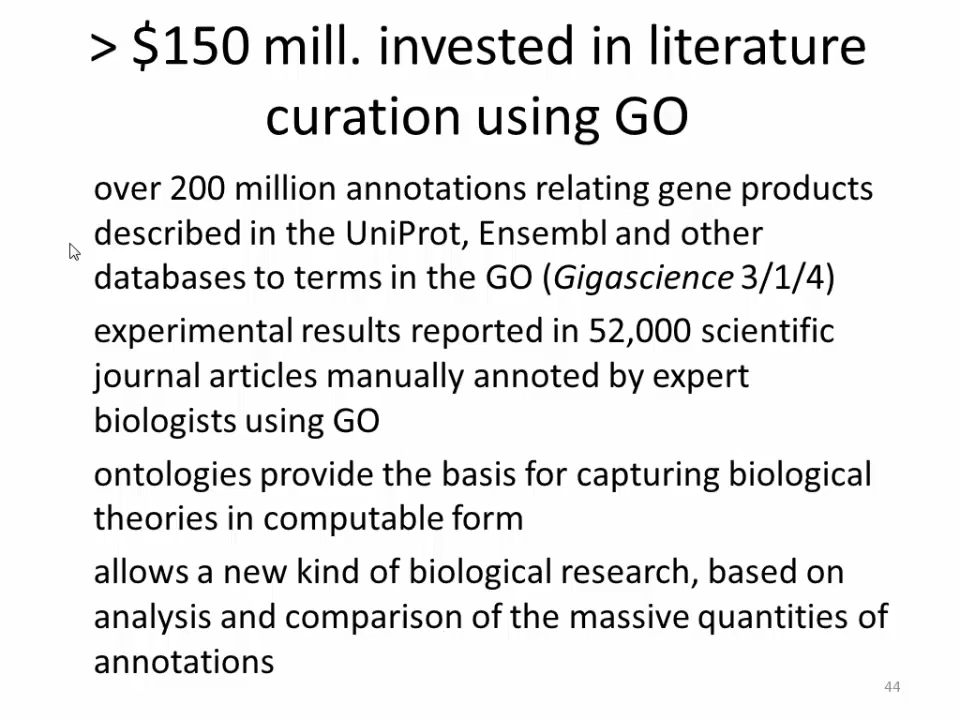 > $150 mill. invested in literature
curation using GO
over 200 million annotations relating gene products
described in the UniProt, Ensembl and other
databases to terms in the GO (Gigascience 3/1/4)
experimental results reported in 52,000 scientific
journal articles manually annoted by expert
biologists using GO
ontologies provide the basis for capturing biological
theories in computable form
allows a new kind of biological research, based on
analysis and comparison of the massive quantities of
annotations
44